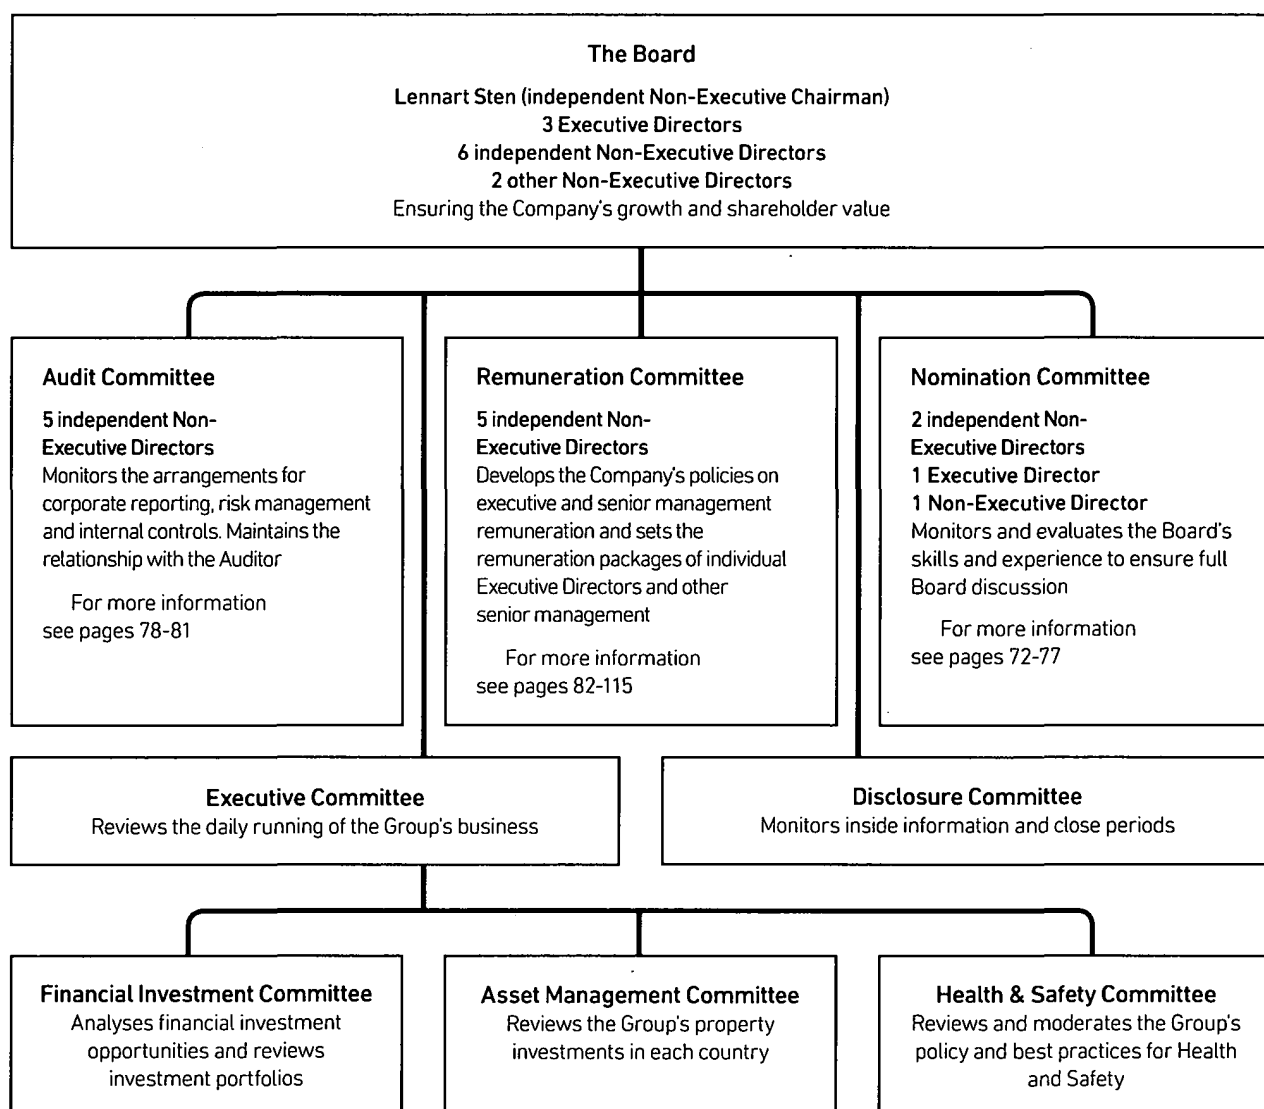 The Board
Lennart Sten (independent Non-Executive Chairman)
3 Executive Directors
6 independent Non-Executive Directors
2 other Non-Executive Directors
Ensuring the Company's growth and shareholder value
Audit Committee
5 independent Non-
Executive Directors
Monitors the arrangements for
corporate reporting, risk management
and internal controls. Maintains the
relationship with the Auditor
For more information
see pages 78-81
Remuneration Committee
5 independent Non-
Executive Directors
Develops the Company's policies on
executive and senior management
remuneration and sets the
remuneration packages of individual
Executive Directors and other
senior management
For more information
see pages 82-115
Nomination Committee
2 independent Non-
Executive Directors
1 Executive Director
1 Non-Executive Director
Monitors and evaluates the Board's
skills and experience to ensure full
Board discussion
For more information
see pages 72-77
Executive Committee
Reviews the daily running of the Group's business
Disclosure Committee
Monitors inside information and close periods
Financial Investment Committee
Analyses financial investment
opportunities and reviews
investment portfolios
Asset Management Committee
Reviews the Group's property
investments in each country
Health & Safety Committee
Reviews and moderates the Group's
policy and best practices for Health
and Safety